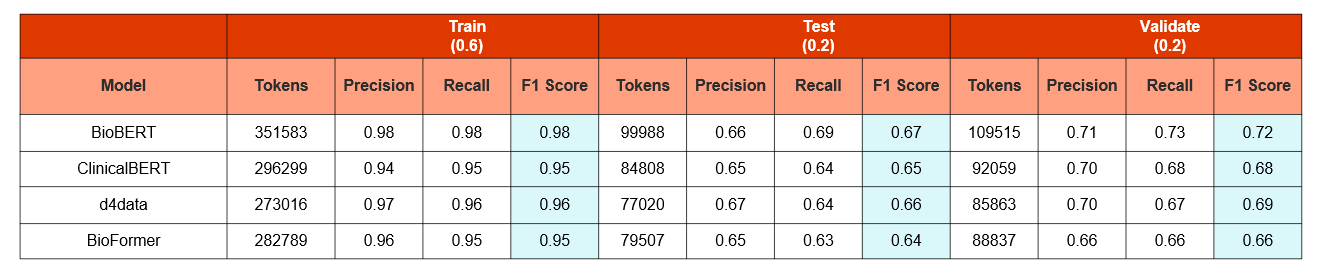 Train Test Validate
(0.6) (0.2) (0.2)
Model Tokens Precision Recall F1 Score Tokens Precision Recall F1 Score Tokens Precision Recall F1 Score
BioBERT 351583 0.98 0.98 0.98 99988 0.66 0.69 0.67 109515 0.71 0.73 0.72
ClinicalBERT 296299 0.94 0.95 0.95 84808 0.65 0.64 0.65 92059 0.70 0.68 0.68
d4data 273016 0.97 0.96 0.96 77020 0.67 0.64 0.66 85863 0.70 0.67 0.69
BioFormer 282789 0.96 0.95 0.95 79507 0.65 0.63 0.64 88837 0.66 0.66 0.66